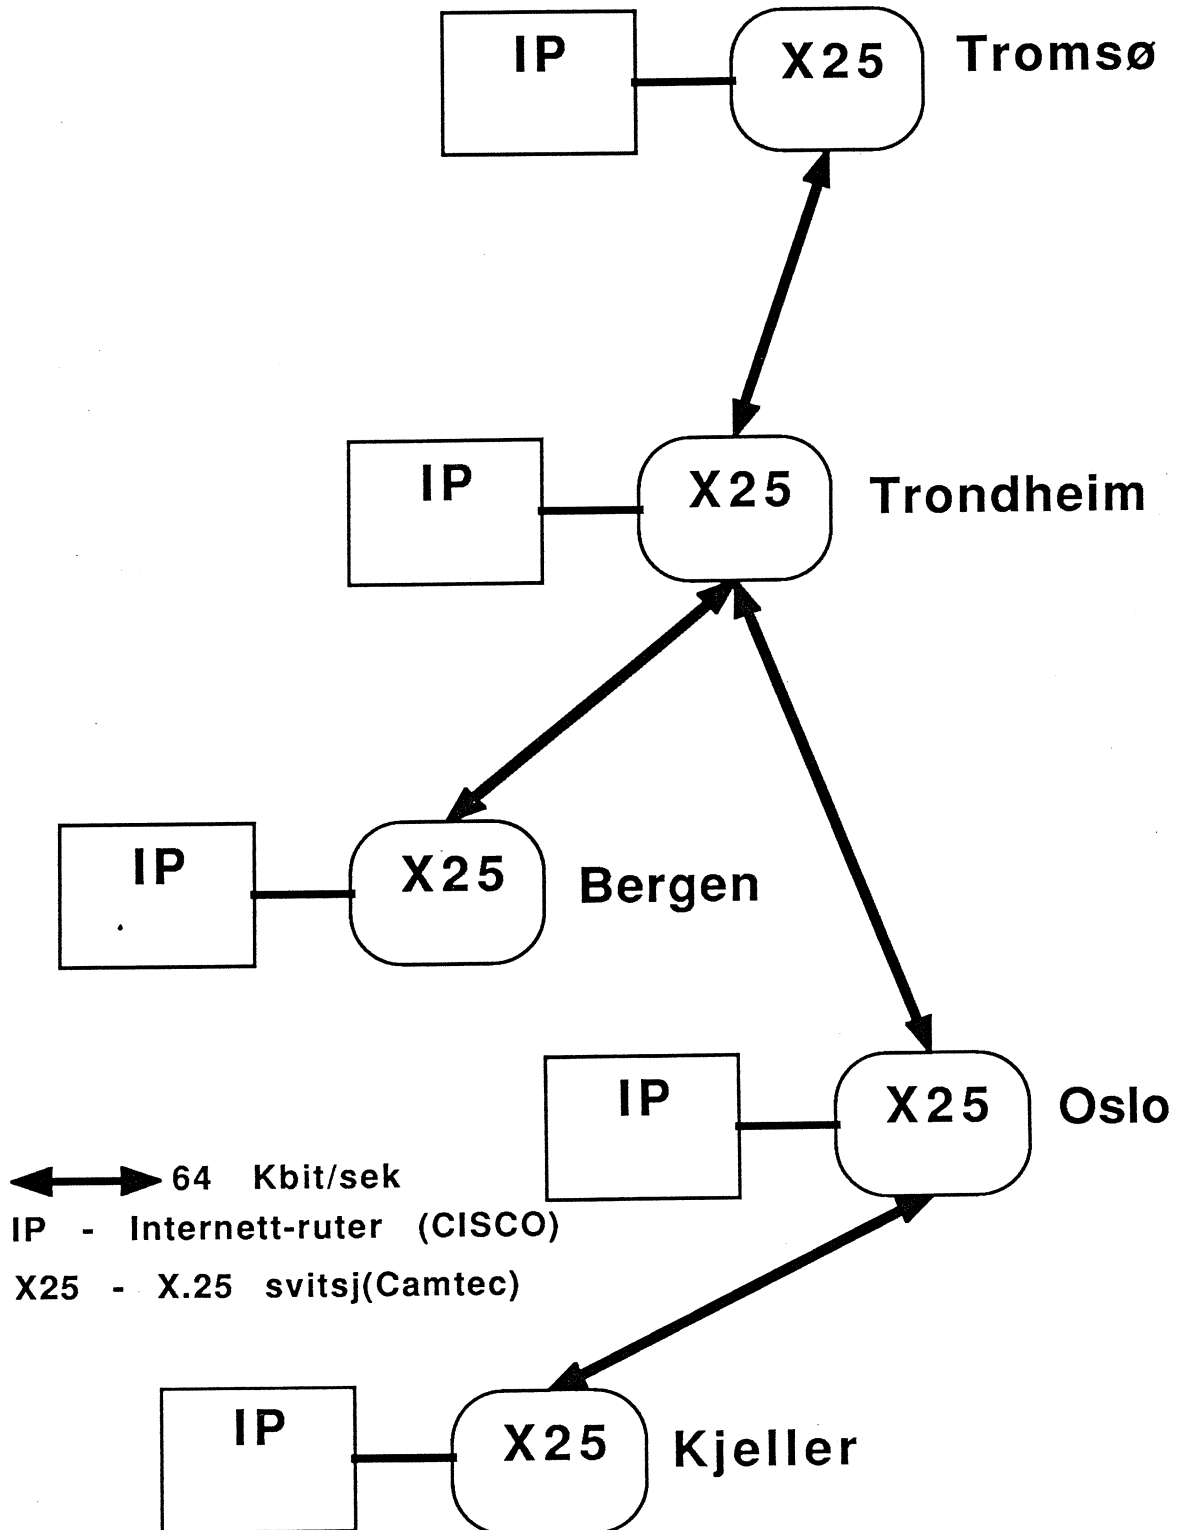 IP
X25
Tromsø
IP
X25
Trondheim
IP
X25
Bergen
IP
X25
Oslo
64 Kbit/sek
IP - Internett-ruter (CISCO)
X25 - X.25 svitsj(Camtec)
IP
X25
Kjeller